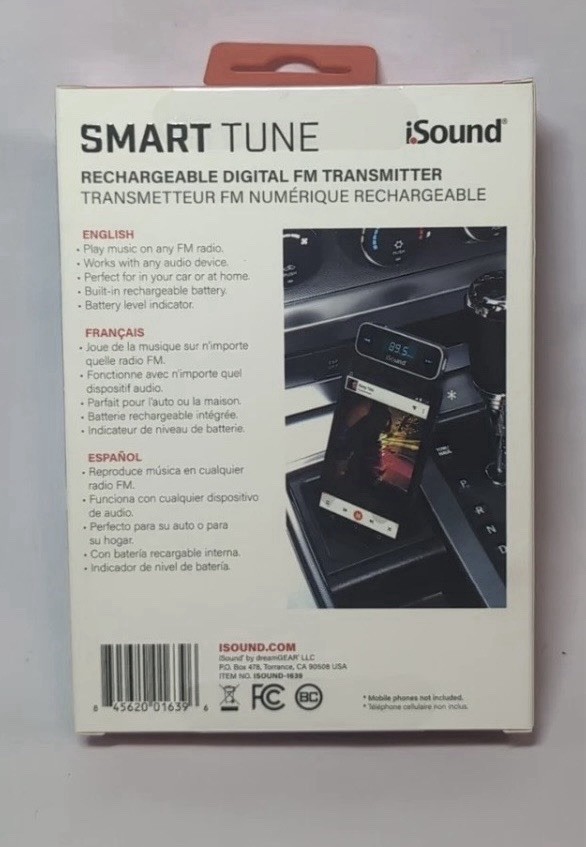 SMART TUNE
iSound®
RECHARGEABLE DIGITAL FM TRANSMITTER
TRANSMETTEUR FM NUMÉRIQUE RECHARGEABLE
ENGLISH
• Play music on any FM radio.
• Works with any audio device.
• Perfect for in your car or at home.
• Built-in rechargeable battery.
• Battery level indicator.
FRANÇAIS
• Joue de la musique sur n'importe
quelle radio FM.
• Fonctionne avec n'importe quel
dispositif audio.
• Parfait pour l'auto ou la maison.
• Batterie rechargeable intégrée.
• Indicateur de niveau de batterie.
ESPAÑOL
• Reproduce música en cualquier
radio FM.
• Funciona con cualquier dispositivo
de audio.
• Perfecto para su auto o para
su hogar.
• Con batería recargable interna.
• Indicador de nivel de batería.
89.5
iSound
*
P
R
N
D
8 45620 01639 6
ISOUND.COM
iSound® by dreamGEAR® LLC
P.O. Box 478, Torrance, CA 90508 USA
ITEM NO. ISOUND-1639
FC
BC
* Mobile phones not included.
* Téléphone cellulaire non inclus.